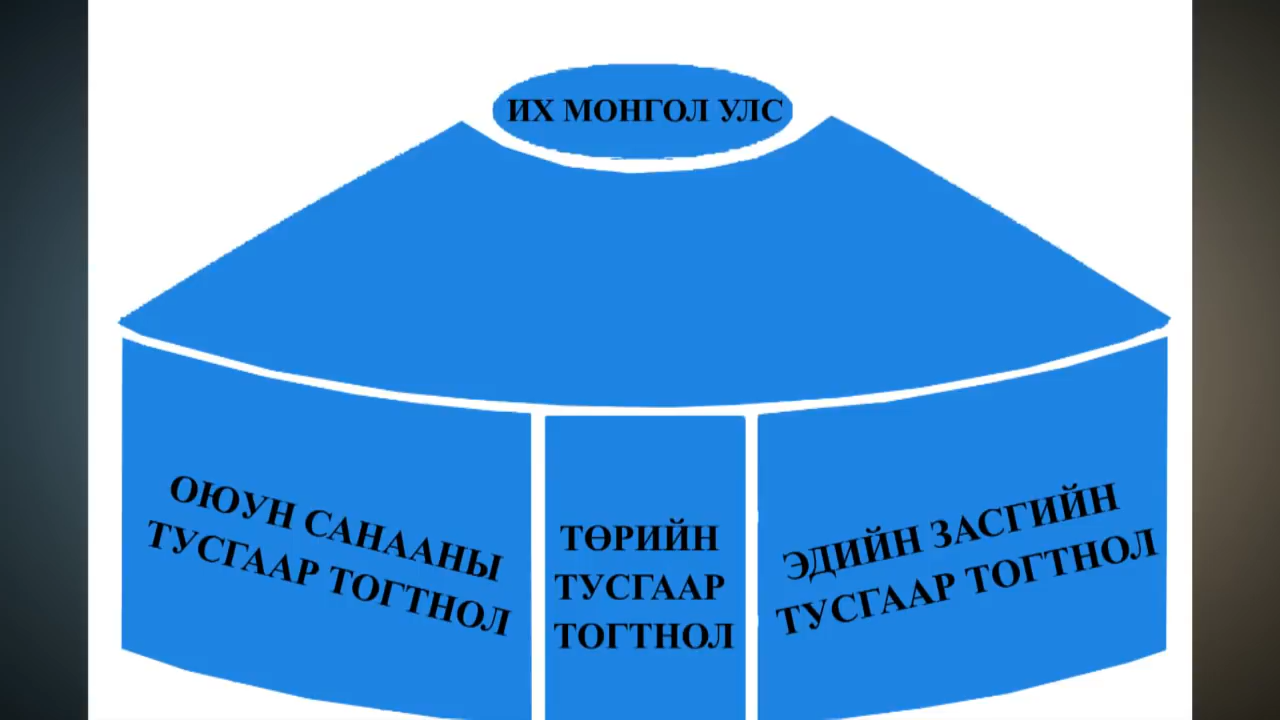 ИХ МОНГОЛ УЛС
ОЮУН САНААНЫ
ТУСГААР ТОГТНОЛ
ТӨРИЙН
ТУСГААР
ТОГТНОЛ
ЭДИЙН ЗАСГИЙН
ТУСГААР ТОГТНОЛ